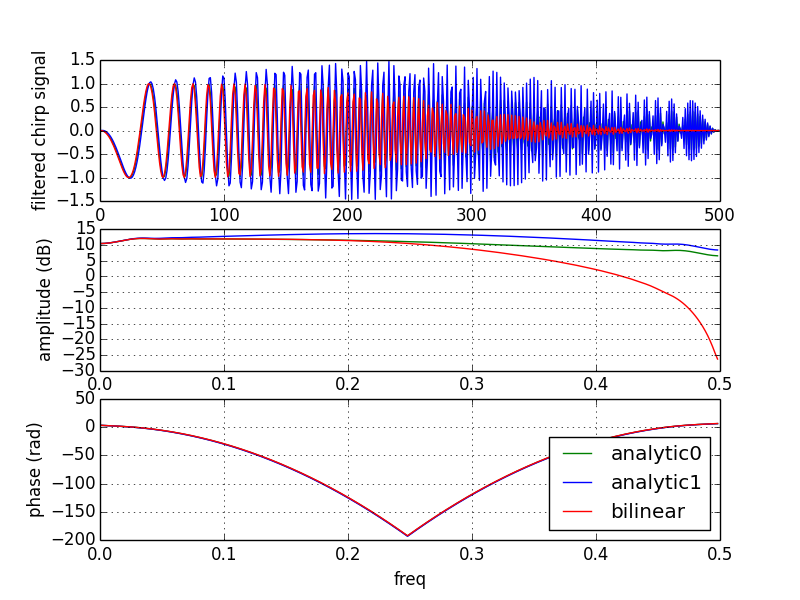 filtered chirp signal
1.5
1.0
0.5
0.0
−0.5
−1.0
−1.5
0 100 200 300 400 500
amplitude (dB)
15
10
5
0
−5
−10
−15
−20
−25
−30
0.0 0.1 0.2 0.3 0.4 0.5
phase (rad)
50
0
−50
−100
−150
−200
analytic0
analytic1
bilinear
0.0 0.1 0.2 0.3 0.4 0.5
freq